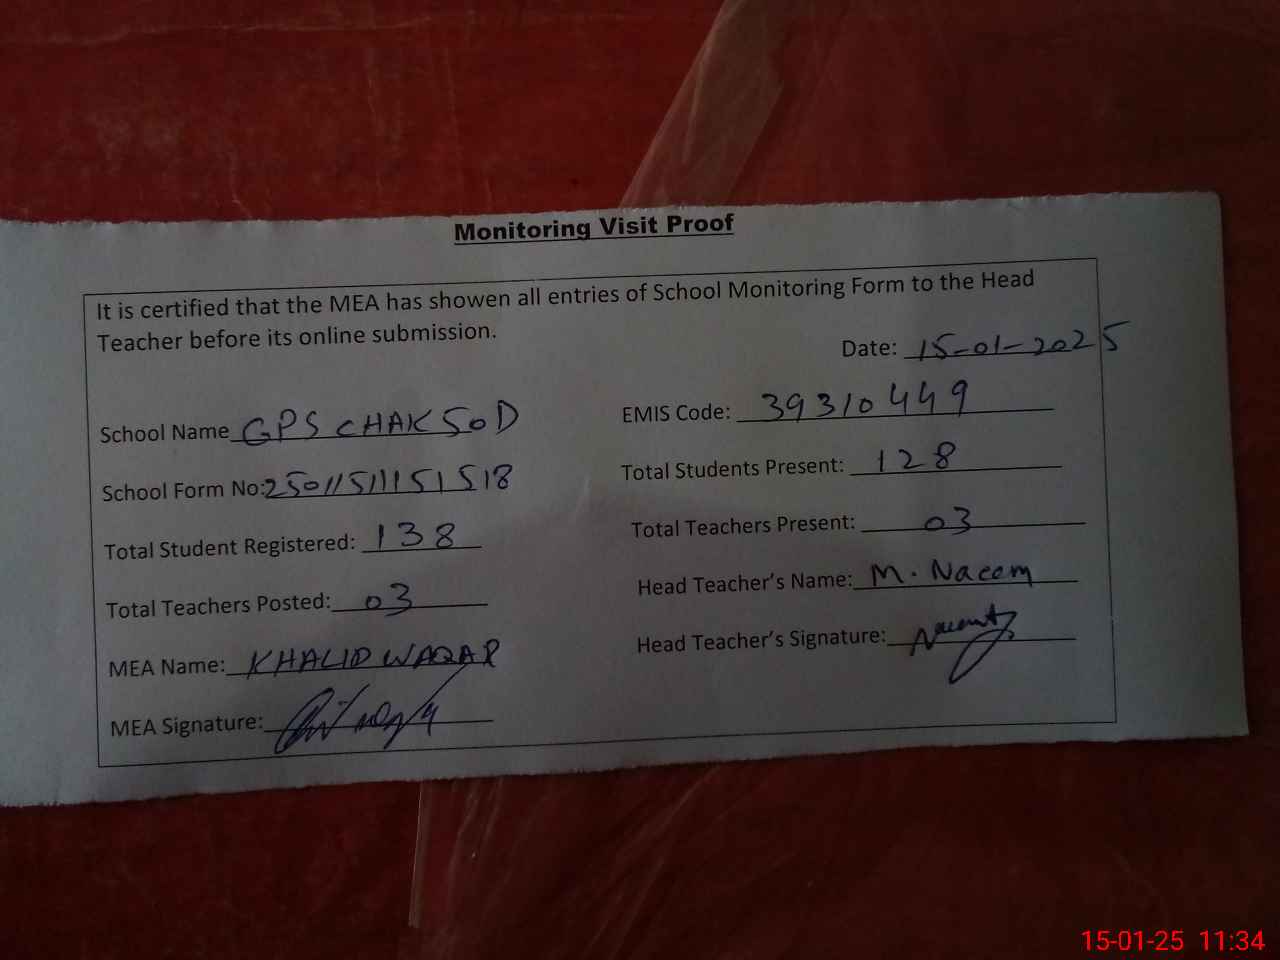 Monitoring Visit Proof
It is certified that the MEA has showen all entries of School Monitoring Form to the Head
Teacher before its online submission.
Date: 15-01-2025
School Name GPS CHAK 50 D
EMIS Code: 39310449
School Form No: 25011511151518
Total Students Present: 128
Total Student Registered: 138
Total Teachers Present: 03
Total Teachers Posted: 03
Head Teacher's Name: M. Naeem
MEA Name: KHALID WAQAR
Head Teacher's Signature:
MEA Signature:
15-01-25 11:34